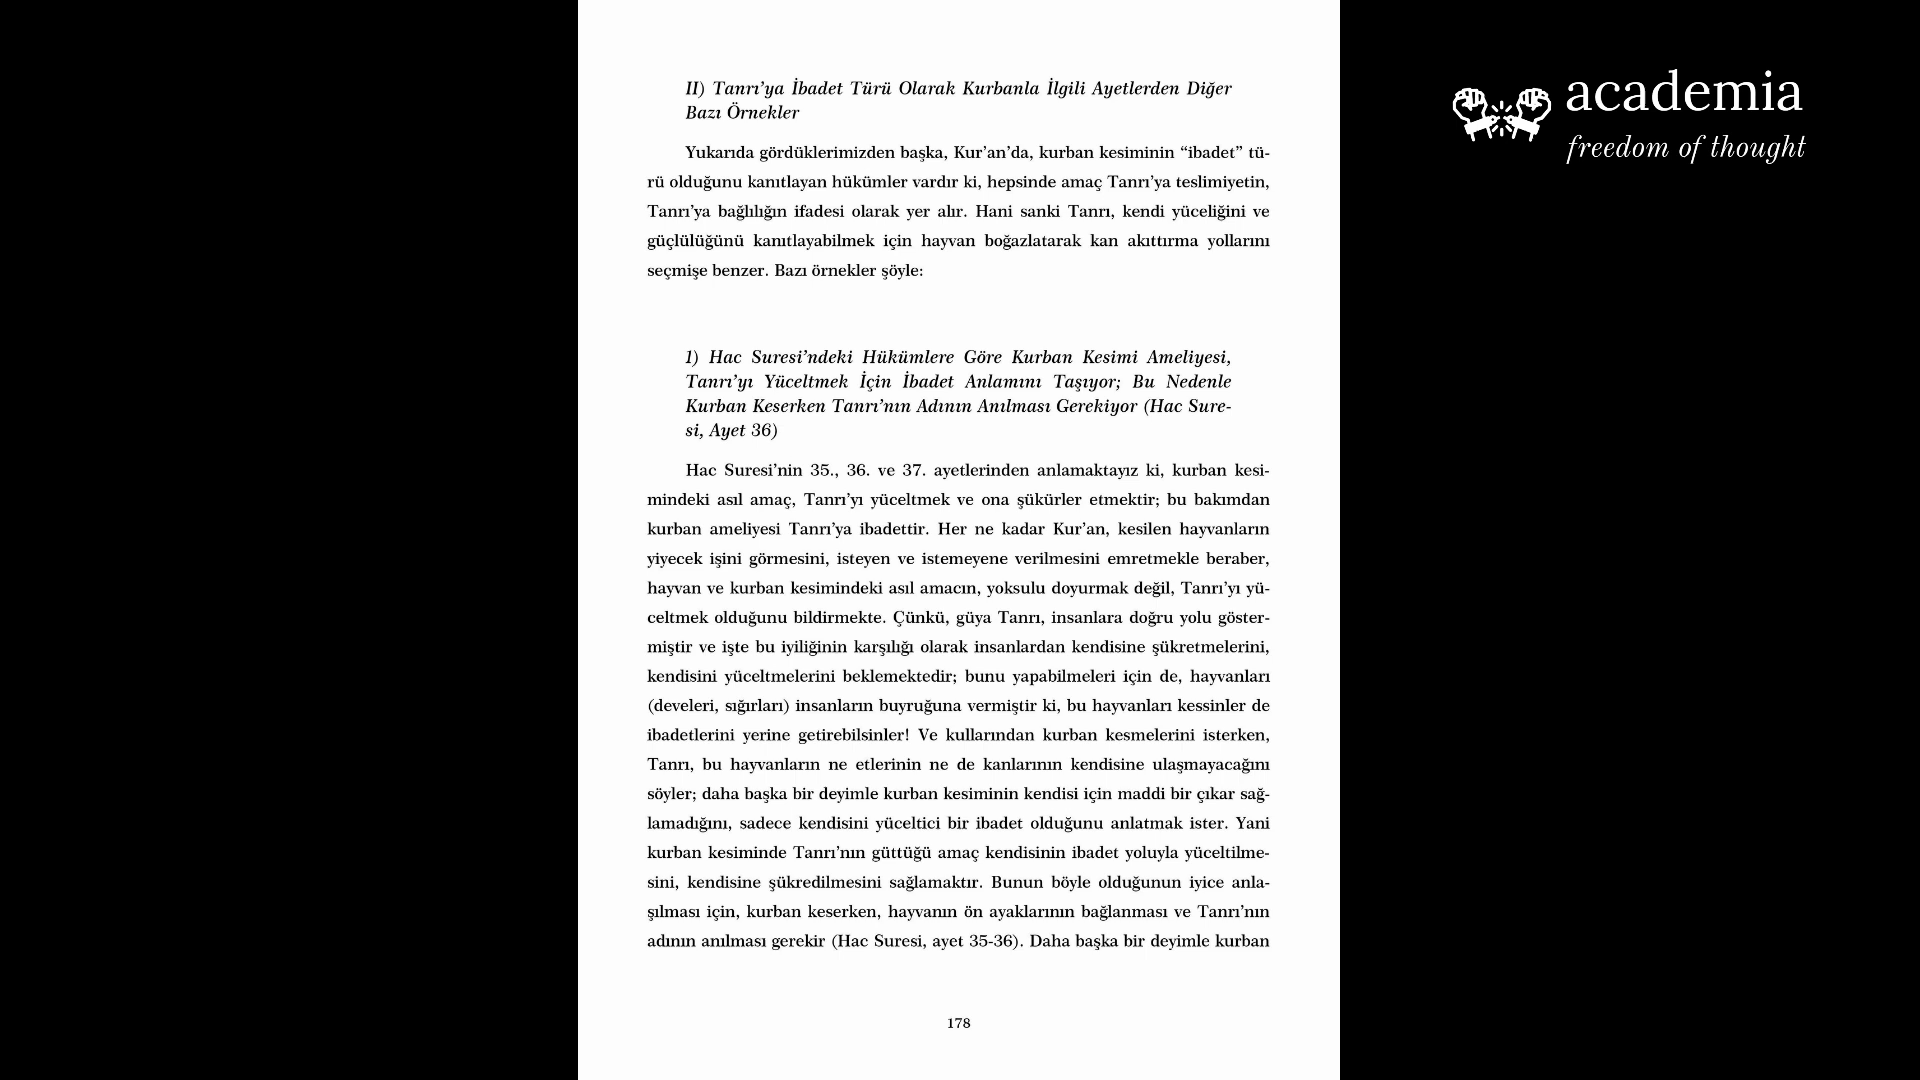 II) Tanrı’ya İbadet Türü Olarak Kurbanla İlgili Ayetlerden Diğer
Bazı Örnekler
Yukarıda gördüklerimizden başka, Kur’an’da, kurban kesiminin “ibadet” tü-
rü olduğunu kanıtlayan hükümler vardır ki, hepsinde amaç Tanrı’ya teslimiyetin,
Tanrı’ya bağlılığın ifadesi olarak yer alır. Hani sanki Tanrı, kendi yüceliğini ve
güçlülüğünü kanıtlayabilmek için hayvan boğazlatarak kan akıttırma yollarını
seçmişe benzer. Bazı örnekler şöyle:
1) Hac Suresi’ndeki Hükümlere Göre Kurban Kesimi Ameliyesi,
Tanrı’yı Yüceltmek İçin İbadet Anlamını Taşıyor; Bu Nedenle
Kurban Keserken Tanrı’nın Adının Anılması Gerekiyor (Hac Sure-
si, Ayet 36)
Hac Suresi’nin 35., 36. ve 37. ayetlerinden anlamaktayız ki, kurban kesi-
mindeki asıl amaç, Tanrı’yı yüceltmek ve ona şükürler etmektir; bu bakımdan
kurban ameliyesi Tanrı’ya ibadettir. Her ne kadar Kur’an, kesilen hayvanların
yiyecek işini görmesini, isteyen ve istemeyene verilmesini emretmekle beraber,
hayvan ve kurban kesimindeki asıl amacın, yoksulu doyurmak değil, Tanrı’yı yü-
celtmek olduğunu bildirmekte. Çünkü, güya Tanrı, insanlara doğru yolu göster-
miştir ve işte bu iyiliğinin karşılığı olarak insanlardan kendisine şükretmelerini,
kendisini yüceltmelerini beklemektedir; bunu yapabilmeleri için de, hayvanları
(develeri, sığırları) insanların buyruğuna vermiştir ki, bu hayvanları kessinler de
ibadetlerini yerine getirebilsinler! Ve kullarından kurban kesmelerini isterken,
Tanrı, bu hayvanların ne etlerinin ne de kanlarının kendisine ulaşmayacağını
söyler; daha başka bir deyimle kurban kesiminin kendisi için maddi bir çıkar sağ-
lamadığını, sadece kendisini yüceltici bir ibadet olduğunu anlatmak ister. Yani
kurban kesiminde Tanrı’nın güttüğü amaç kendisinin ibadet yoluyla yüceltilme-
sini, kendisine şükredilmesini sağlamaktır. Bunun böyle olduğunun iyice anla-
şılması için, kurban keserken, hayvanın ön ayaklarının bağlanması ve Tanrı’nın
adının anılması gerekir (Hac Suresi, ayet 35-36). Daha başka bir deyimle kurban
178
academia
freedom of thought